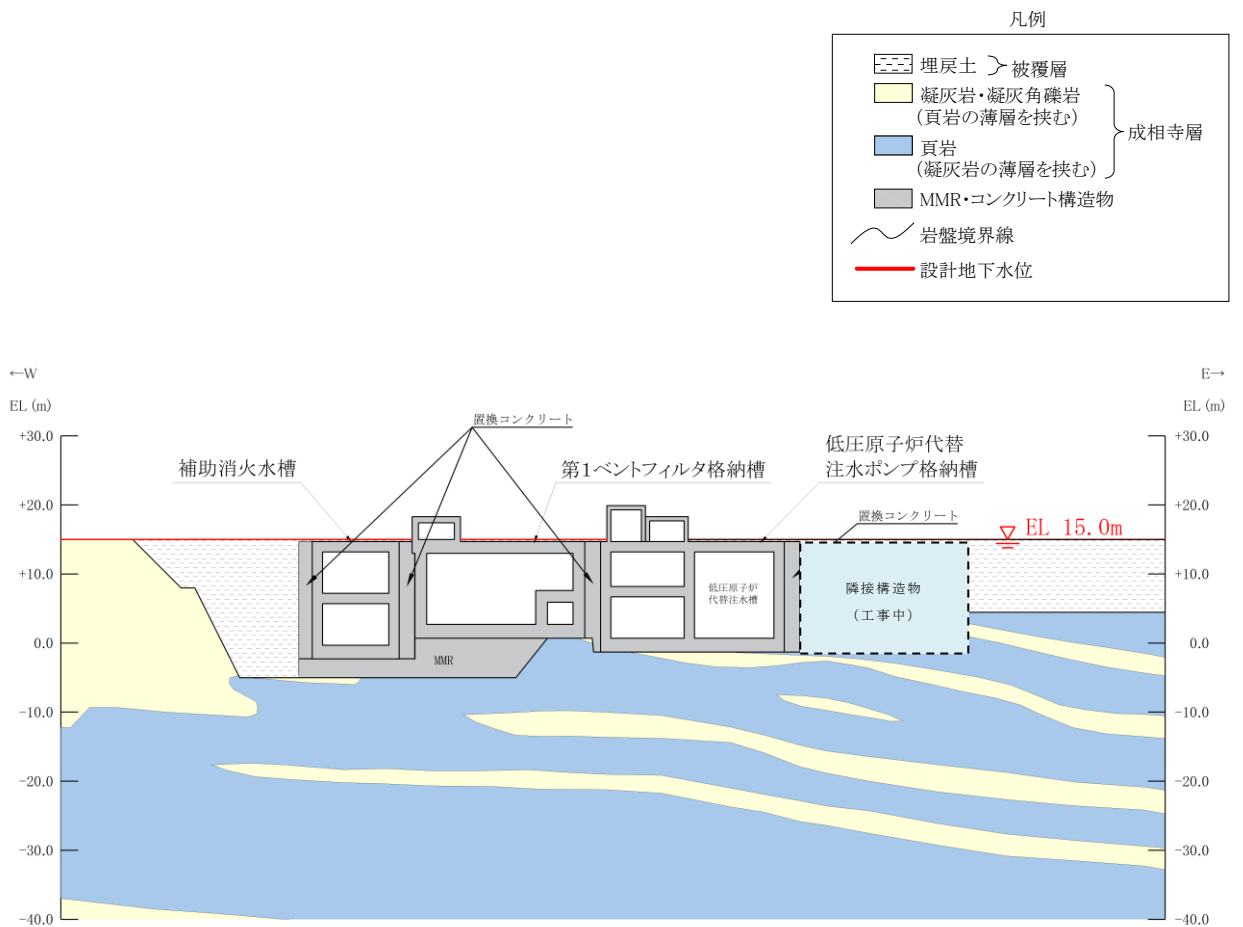 凡例
埋戻土
被覆層
凝灰岩・凝灰角礫岩
(頁岩の薄層を挟む)
成相寺層
頁岩
(凝灰岩の薄層を挟む)
MMR・コンクリート構造物
岩盤境界線
設計地下水位
←W
E→
EL (m)
EL (m)
+30.0
+20.0
+10.0
0.0
-10.0
-20.0
-30.0
-40.0
置換コンクリート
補助消火水槽
第1ベントフィルタ格納槽
低圧原子炉代替
注水ポンプ格納槽
置換コンクリート
EL 15.0m
低圧原子炉
代替注水槽
隣接構造物
(工事中)
MMR
+30.0
+20.0
+10.0
0.0
-10.0
-20.0
-30.0
-40.0